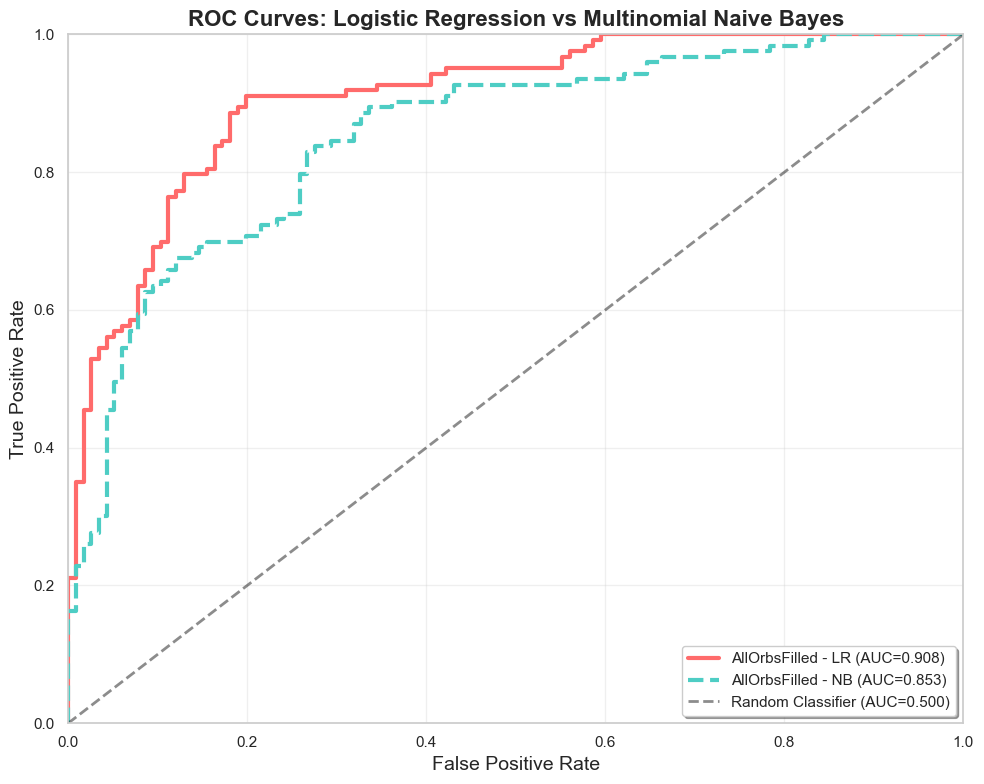 ROC Curves: Logistic Regression vs Multinomial Naive Bayes
True Positive Rate
1.0
0.8
0.6
0.4
0.2
0.0
0.0 0.2 0.4 0.6 0.8 1.0
False Positive Rate
AllOrbsFilled - LR (AUC=0.908)
AllOrbsFilled - NB (AUC=0.853)
Random Classifier (AUC=0.500)